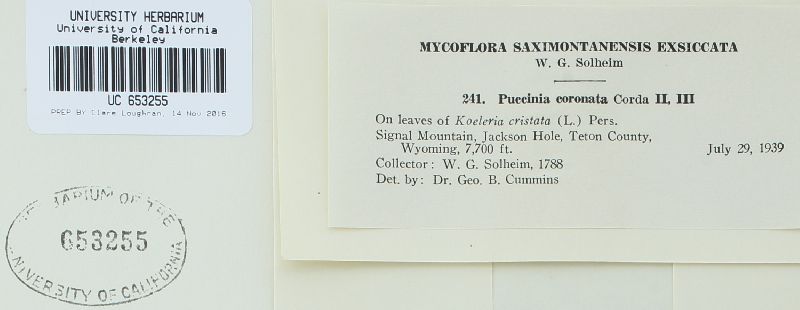 UNIVERSITY HERBARIUM
University of California
Berkeley
UC 653255
PREP BY Clare Loughran, 14 Nov 2016
OF THE
653255
UNIVERSITY OF CALIFORNIA
MYCOFLORA SAXIMONTANENSIS EXSICCATA
W. G. Solheim
241. Puccinia coronata Corda II, III
On leaves of Koeleria cristata (L.) Pers.
Signal Mountain, Jackson Hole, Teton County,
Wyoming, 7,700 ft. July 29, 1939
Collector: W. G. Solheim, 1788
Det. by: Dr. Geo. B. Cummins